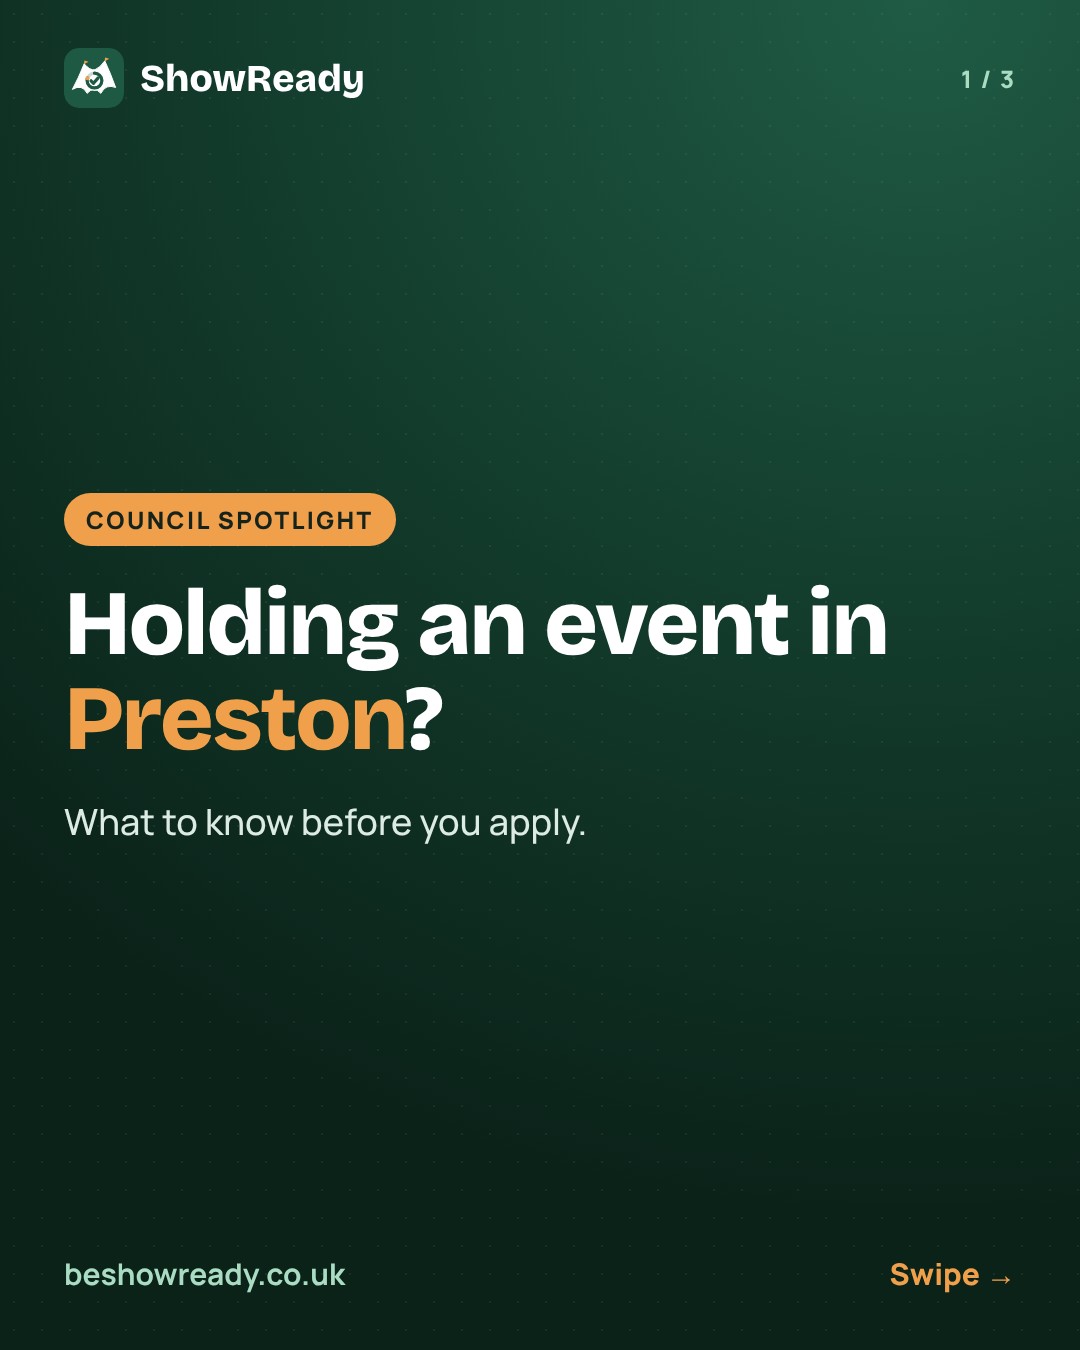 ShowReady
1 / 3
COUNCIL SPOTLIGHT
Holding an event in
Preston?
What to know before you apply.
beshowready.co.uk
Swipe →